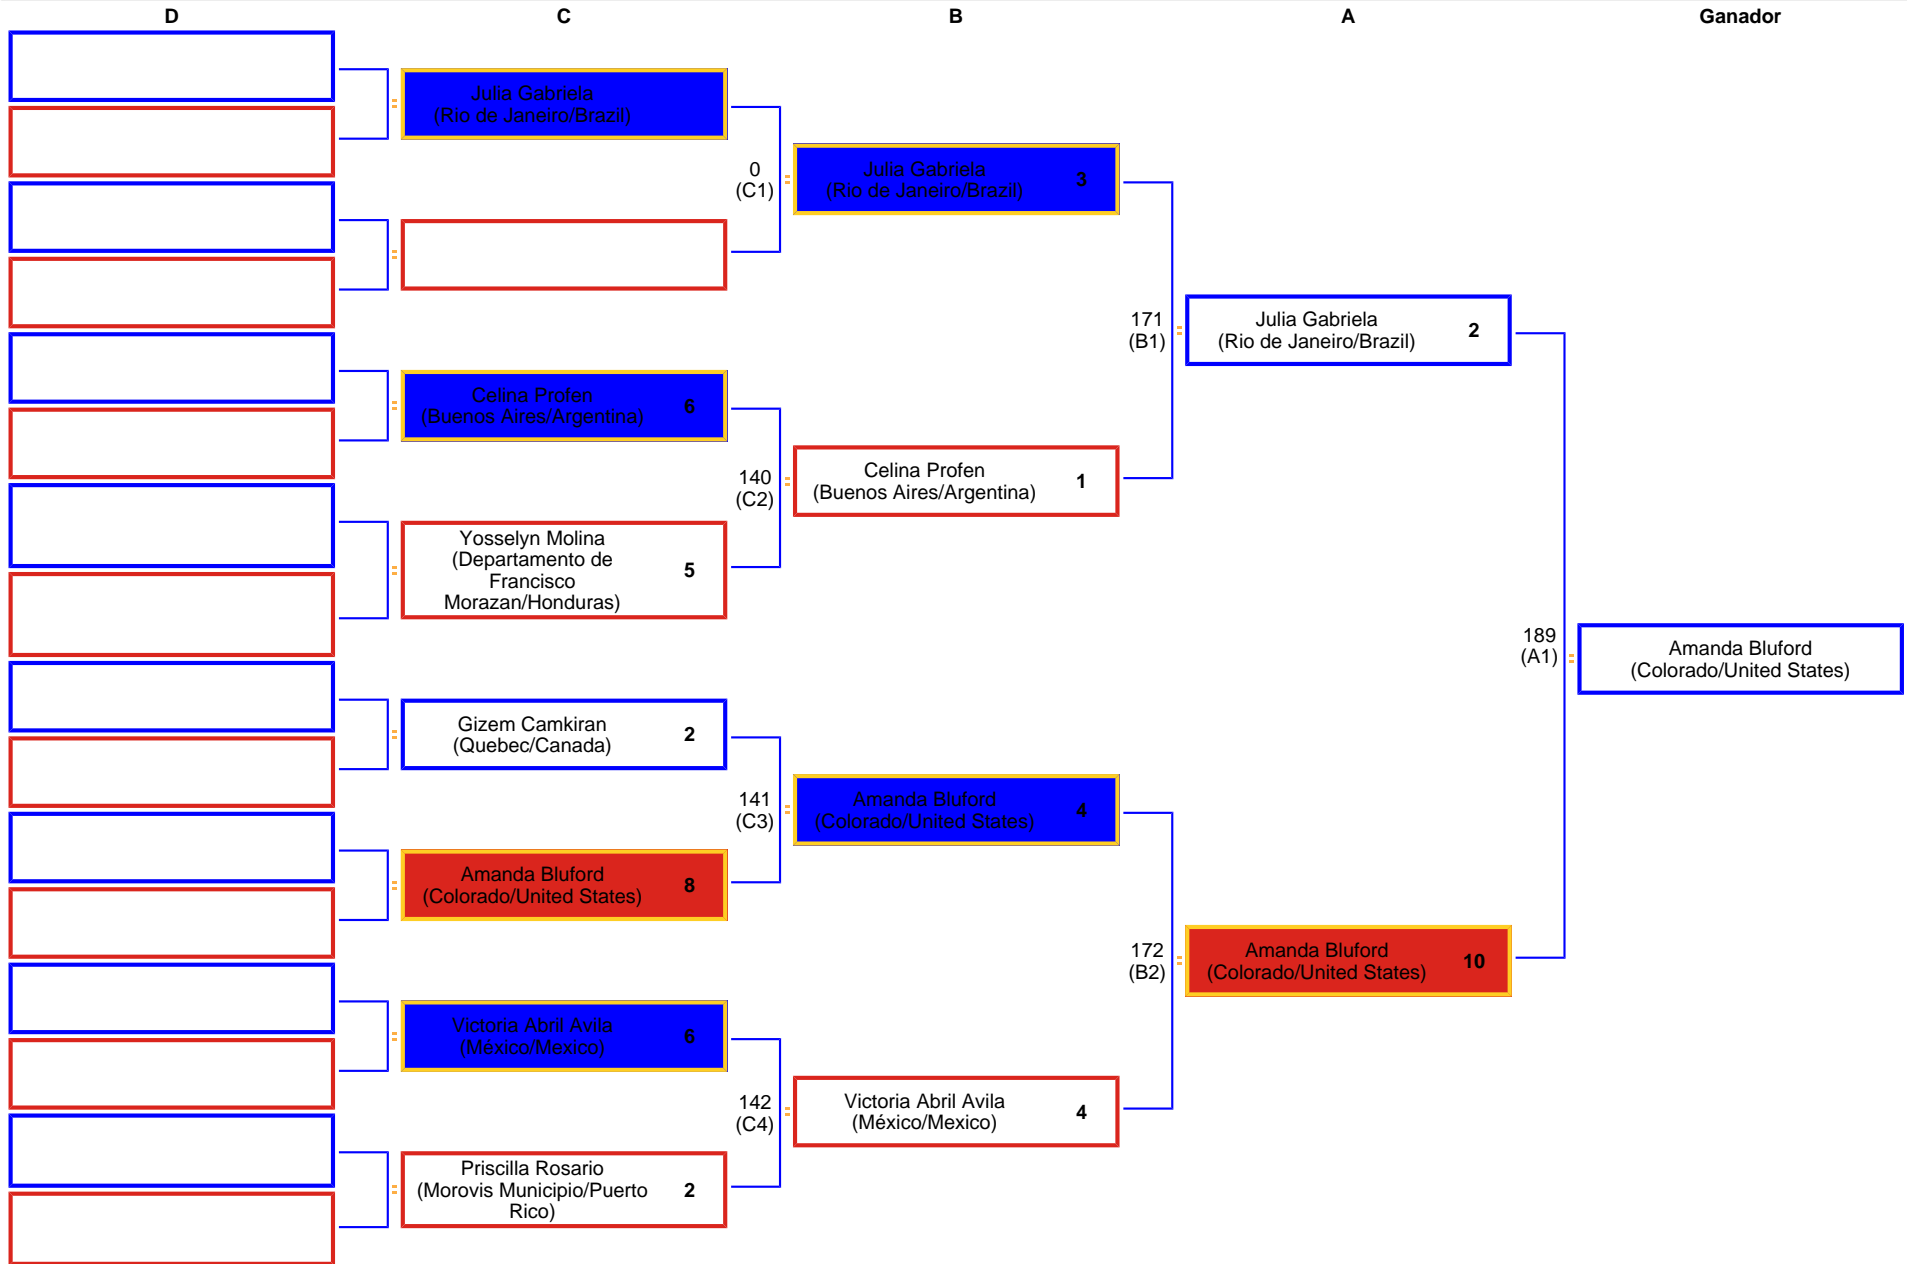 D
C
B
A
Ganador
Julia Gabriela
(Rio de Janeiro/Brazil)
0
(C1)
Julia Gabriela
(Rio de Janeiro/Brazil)
3
171
(B1)
Julia Gabriela
(Rio de Janeiro/Brazil)
2
Celina Profen
(Buenos Aires/Argentina)
6
140
(C2)
Celina Profen
(Buenos Aires/Argentina)
1
Yosselyn Molina
(Departamento de
Francisco
Morazan/Honduras)
5
189
(A1)
Amanda Bluford
(Colorado/United States)
Gizem Camkiran
(Quebec/Canada)
2
141
(C3)
Amanda Bluford
(Colorado/United States)
4
Amanda Bluford
(Colorado/United States)
8
172
(B2)
Amanda Bluford
(Colorado/United States)
10
Victoria Abril Avila
(México/Mexico)
6
142
(C4)
Victoria Abril Avila
(México/Mexico)
4
Priscilla Rosario
(Morovis Municipio/Puerto
Rico)
2